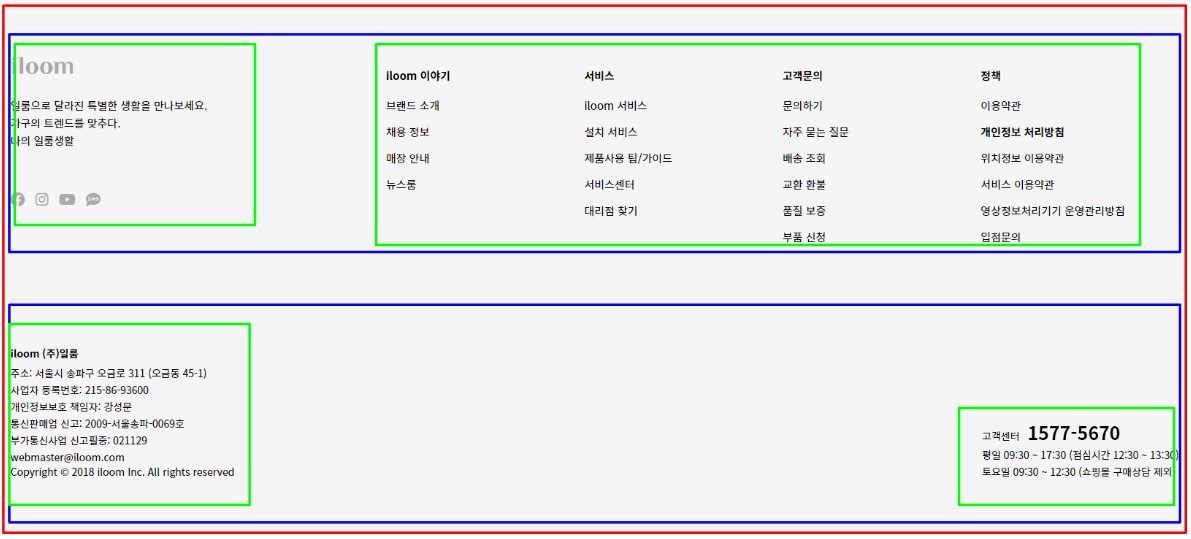 iloom
일룸으로 달라진 특별한 생활을 만나보세요.
가구의 트렌드를 맞추다.
나의 일룸생활
SMS
iloom 이야기
브랜드 소개
채용 정보
매장 안내
뉴스룸
서비스
iloom 서비스
설치 서비스
제품사용 팁/가이드
서비스센터
대리점 찾기
고객문의
문의하기
자주 묻는 질문
배송 조회
교환 환불
품질 보증
부품 신청
정책
이용약관
개인정보 처리방침
위치정보 이용약관
서비스 이용약관
영상정보처리기기 운영관리방침
입점문의
iloom (주)일룸
주소: 서울시 송파구 오금로 311 (오금동 45-1)
사업자 등록번호: 215-86-93600
개인정보보호 책임자: 강성문
통신판매업 신고: 2009-서울송파-0069호
부가통신사업 신고필증: 021129
webmaster@iloom.com
Copyright © 2018 iloom Inc. All rights reserved
고객센터 1577-5670
평일 09:30 ~ 17:30 (점심시간 12:30 ~ 13:30)
토요일 09:30 ~ 12:30 (쇼핑몰 구매상담 제외